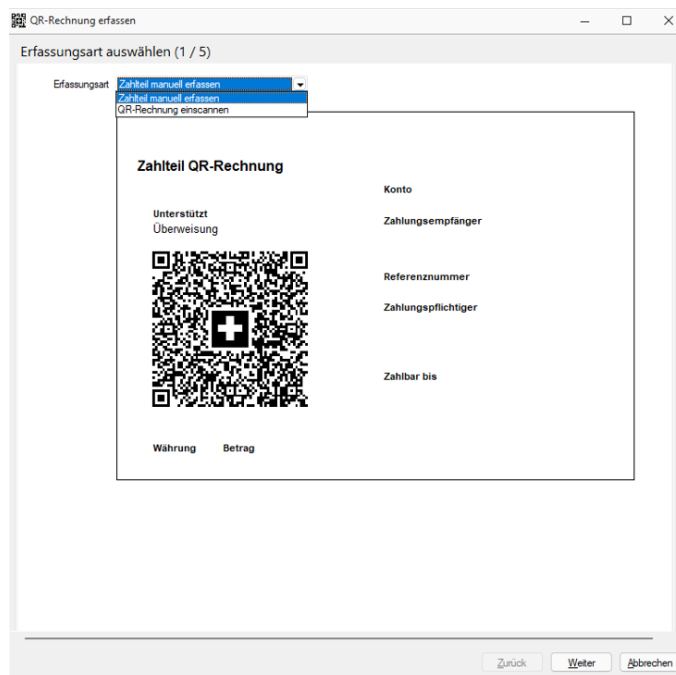 QR-Rechnung erfassen
Erfassungsart auswählen (1 / 5)
Erfassungsart Zahlteil manuell erfassen
Zahlteil manuell erfassen
QR-Rechnung einscannen
Zahlteil QR-Rechnung
Unterstützt
Überweisung
Währung Betrag
Konto
Zahlungsempfänger
Referenznummer
Zahlungspflichtiger
Zahlbar bis
Zurück Weiter Abbrechen